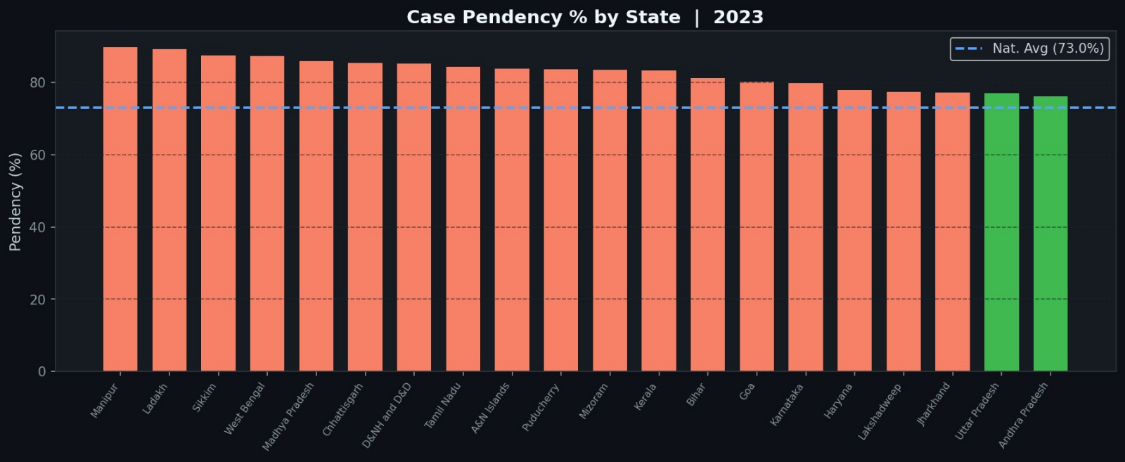 Case Pendency % by State | 2023
Nat. Avg (73.0%)
Pendency (%)
80
60
40
20
0
Manipur
Ladakh
Sikkim
West Bengal
Madhya Pradesh
Chhattisgarh
D&NH and D&D
Tamil Nadu
A&N Islands
Puducherry
Mizoram
Kerala
Bihar
Goa
Karnataka
Haryana
Lakshadweep
Jharkhand
Uttar Pradesh
Andhra Pradesh